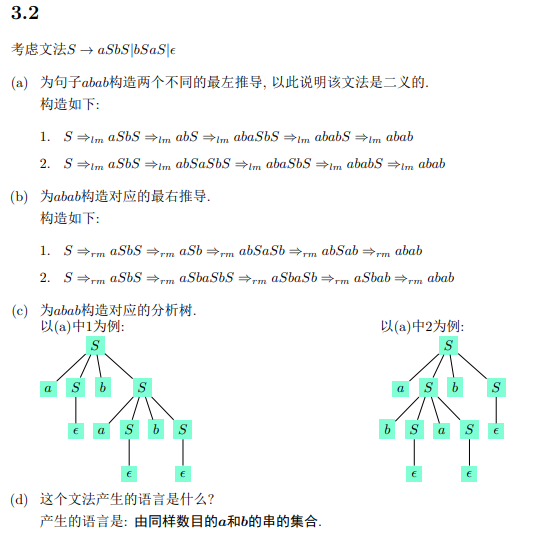 3.2
考虑文法S → aSbS|bSaS|ϵ
(a) 为句子abab构造两个不同的最左推导, 以此说明该文法是二义的.
构造如下:
1. S ⇒lm aSbS ⇒lm abS ⇒lm abaSbS ⇒lm ababS ⇒lm abab
2. S ⇒lm aSbS ⇒lm abSaSbS ⇒lm abaSbS ⇒lm ababS ⇒lm abab
(b) 为abab构造对应的最右推导.
构造如下:
1. S ⇒rm aSbS ⇒rm aSb ⇒rm abSaSb ⇒rm abSab ⇒rm abab
2. S ⇒rm aSbS ⇒rm aSbaSbS ⇒rm aSbaSb ⇒rm aSbab ⇒rm abab
(c) 为abab构造对应的分析树.
以(a)中1为例: 以(a)中2为例:
S S
a S b S a S b S
ϵ a S b S b S a S ϵ
ϵ ϵ ϵ ϵ
(d) 这个文法产生的语言是什么?
产生的语言是: 由同样数目的a和b的串的集合.